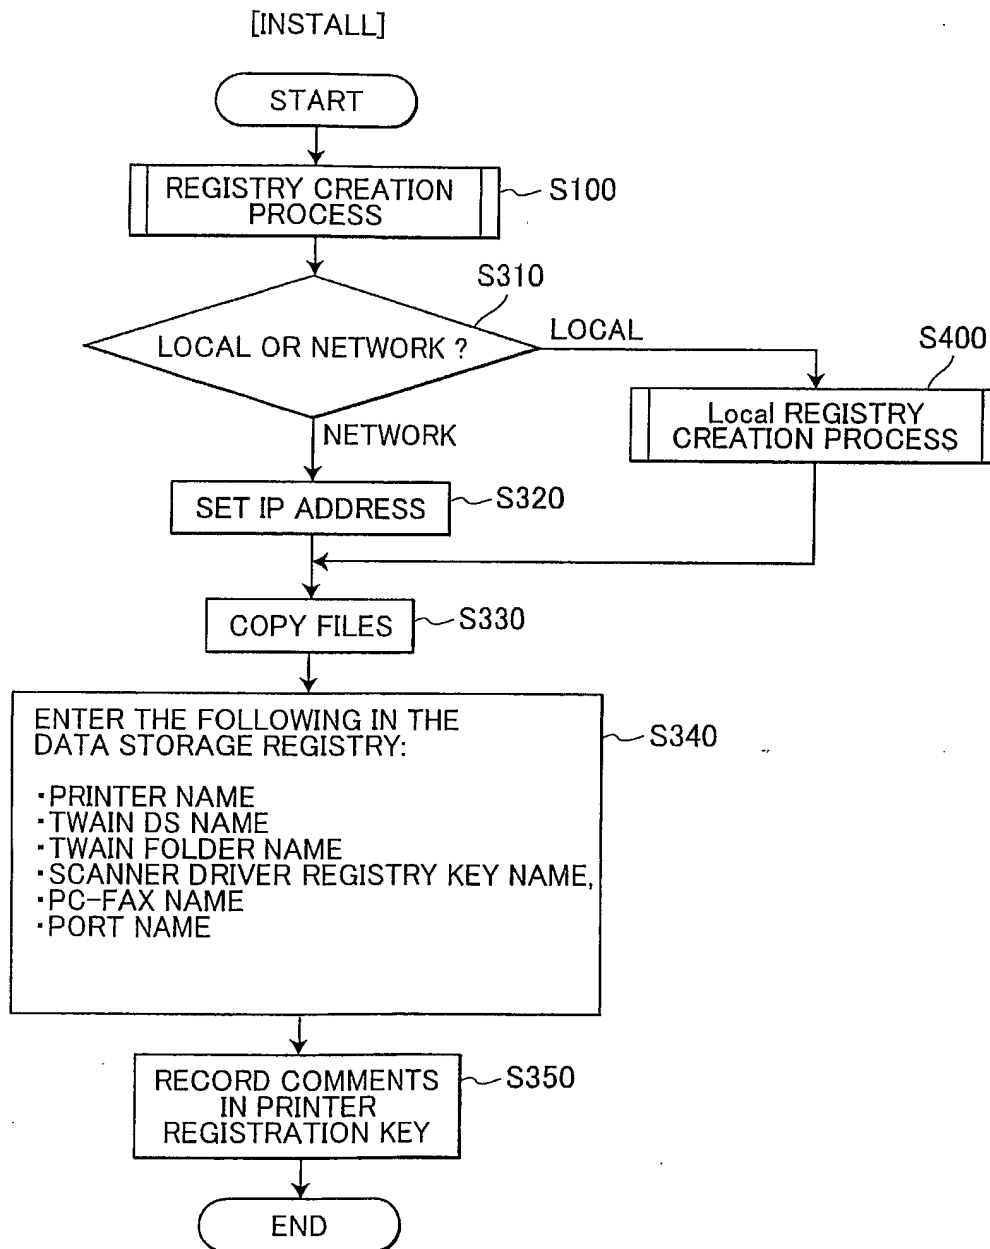 [INSTALL]
START
REGISTRY CREATION
PROCESS
S100
S310
LOCAL OR NETWORK ?
LOCAL
S400
Local REGISTRY
CREATION PROCESS
NETWORK
SET IP ADDRESS
S320
COPY FILES
S330
ENTER THE FOLLOWING IN THE
DATA STORAGE REGISTRY:
S340
・PRINTER NAME
・TWAIN DS NAME
・TWAIN FOLDER NAME
・SCANNER DRIVER REGISTRY KEY NAME,
・PC-FAX NAME
・PORT NAME
RECORD COMMENTS
IN PRINTER
REGISTRATION KEY
S350
END